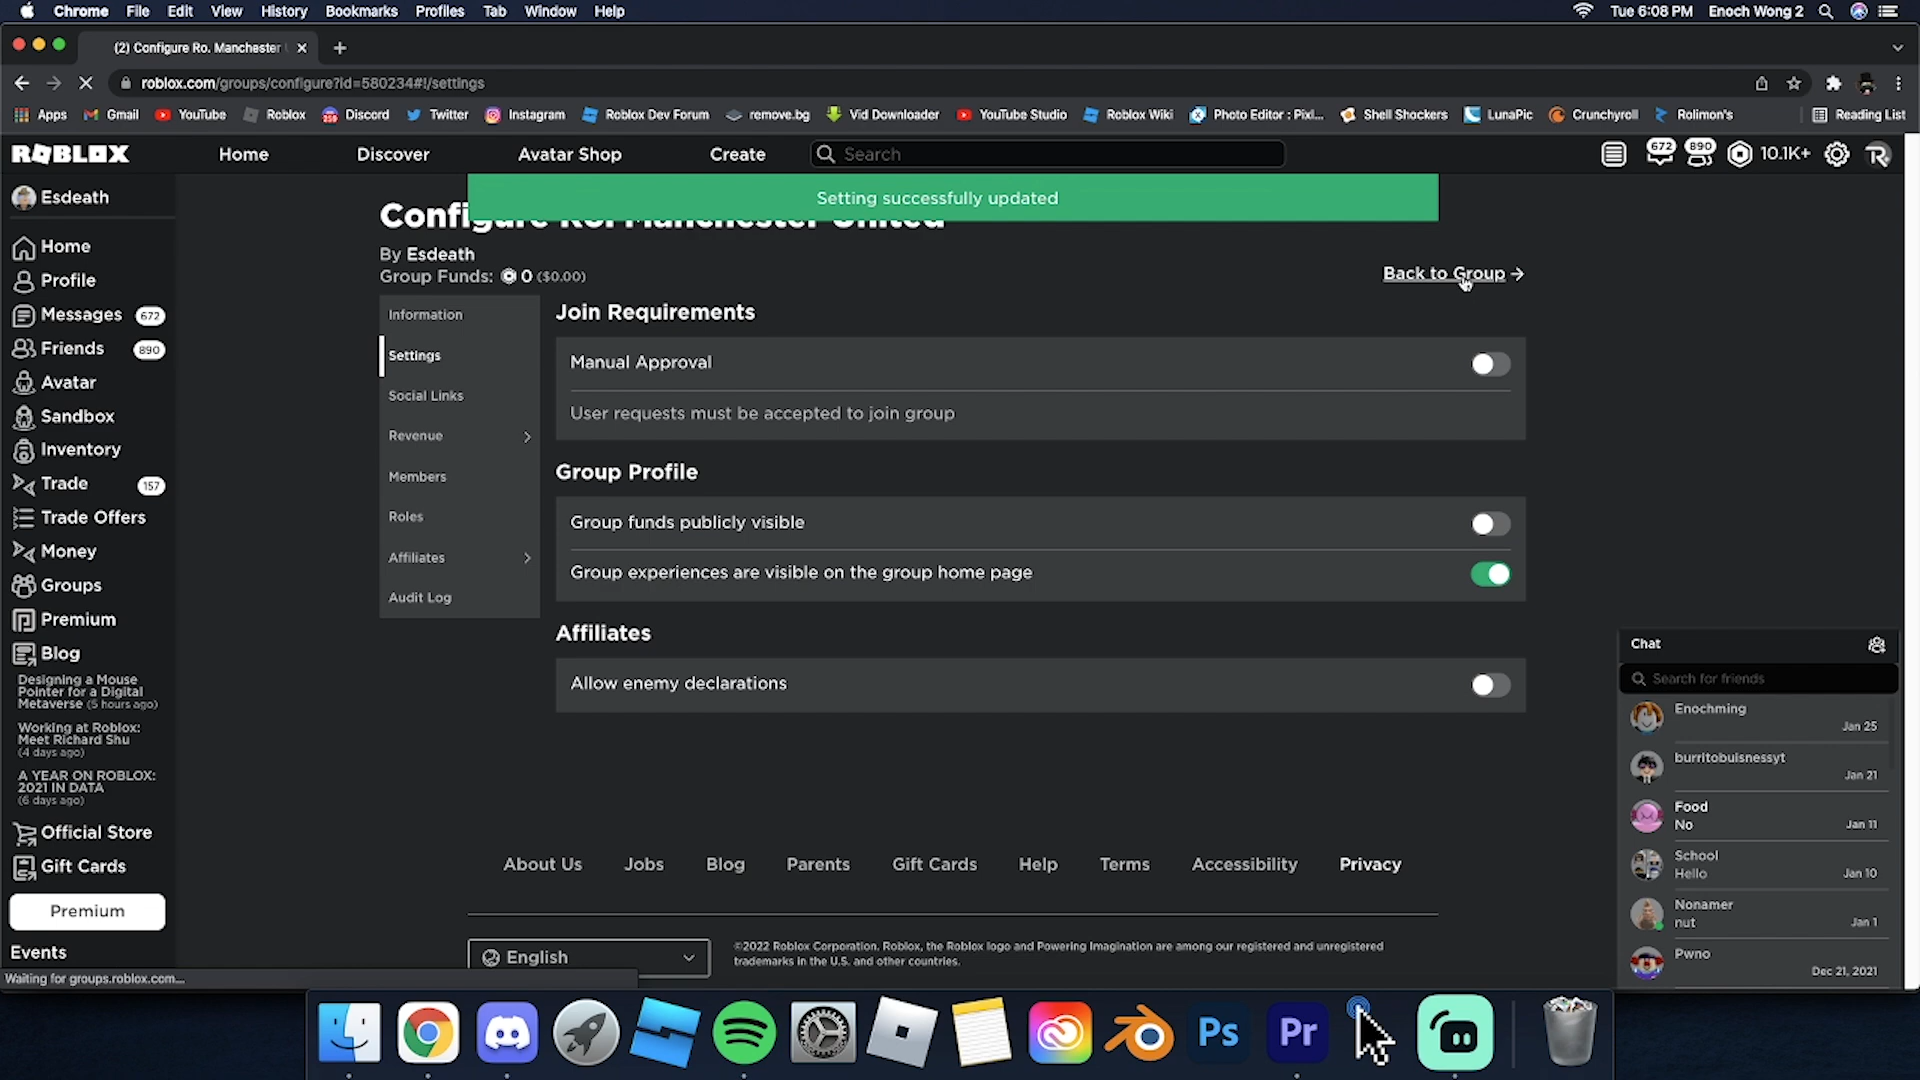 Chrome File Edit View History Bookmarks Profiles Tab Window Help Tue 6:08 PM Enoch Wong 2
(2) Configure Ro. Manchester
roblox.com/groups/configure?id=580234#!/settings
Apps Gmail YouTube Roblox Discord Twitter Instagram Roblox Dev Forum remove.bg Vid Downloader YouTube Studio Roblox Wiki Photo Editor : Pixl... Shell Shockers LunaPic Crunchyroll Rolimon's Reading List
ROBLOX Home Discover Avatar Shop Create Search 672 890 10.1K+
Esdeath
Home
Profile
Messages 672
Friends 890
Avatar
Sandbox
Inventory
Trade 157
Trade Offers
Money
Groups
Premium
Blog
Designing a Mouse
Pointer for a Digital
Metaverse (5 hours ago)
Working at Roblox:
Meet Richard Shu
(4 days ago)
A YEAR ON ROBLOX:
2021 IN DATA
(6 days ago)
Official Store
Gift Cards
Premium
Events
Waiting for groups.roblox.com...
Setting successfully updated
Configure Ro. Manchester United
By Esdeath
Group Funds: 0 ($0.00)
Back to Group →
Information
Settings
Social Links
Revenue
Members
Roles
Affiliates
Audit Log
Join Requirements
Manual Approval
User requests must be accepted to join group
Group Profile
Group funds publicly visible
Group experiences are visible on the group home page
Affiliates
Allow enemy declarations
About Us Jobs Blog Parents Gift Cards Help Terms Accessibility Privacy
English
©2022 Roblox Corporation. Roblox, the Roblox logo and Powering Imagination are among our registered and unregistered
trademarks in the U.S. and other countries.
Chat
Search for friends
Enochming
Jan 25
burritobuisnessyt
Jan 21
Food
No Jan 11
School
Hello Jan 10
Nonamer
nut Jan 1
Pwno
Dec 21, 2021
Ps Pr